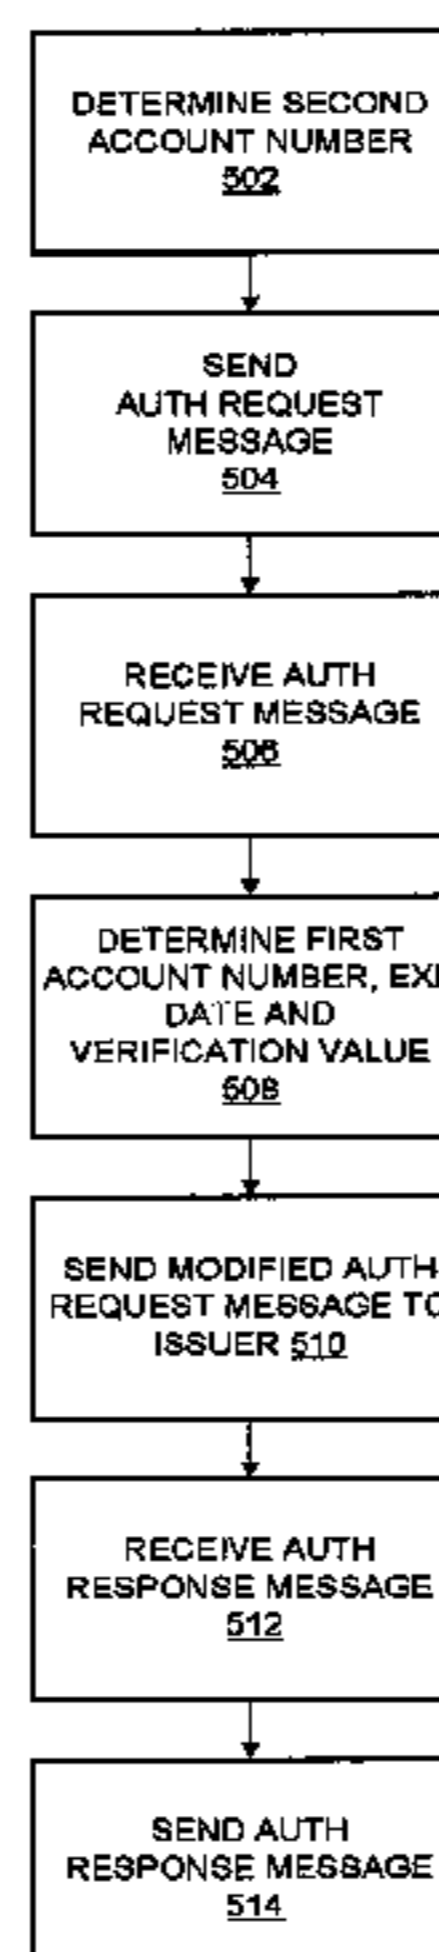 DETERMINE SECOND
ACCOUNT NUMBER
502
SEND
AUTH REQUEST
MESSAGE
504
RECEIVE AUTH
REQUEST MESSAGE
506
DETERMINE FIRST
ACCOUNT NUMBER,
DATE AND
VERIFICATION VALUE
508
SEND MODIFIED AUTH
REQUEST MESSAGE TO
ISSUER 510
RECEIVE AUTH
RESPONSE MESSAGE
512
SEND AUTH
RESPONSE MESSAGE
514